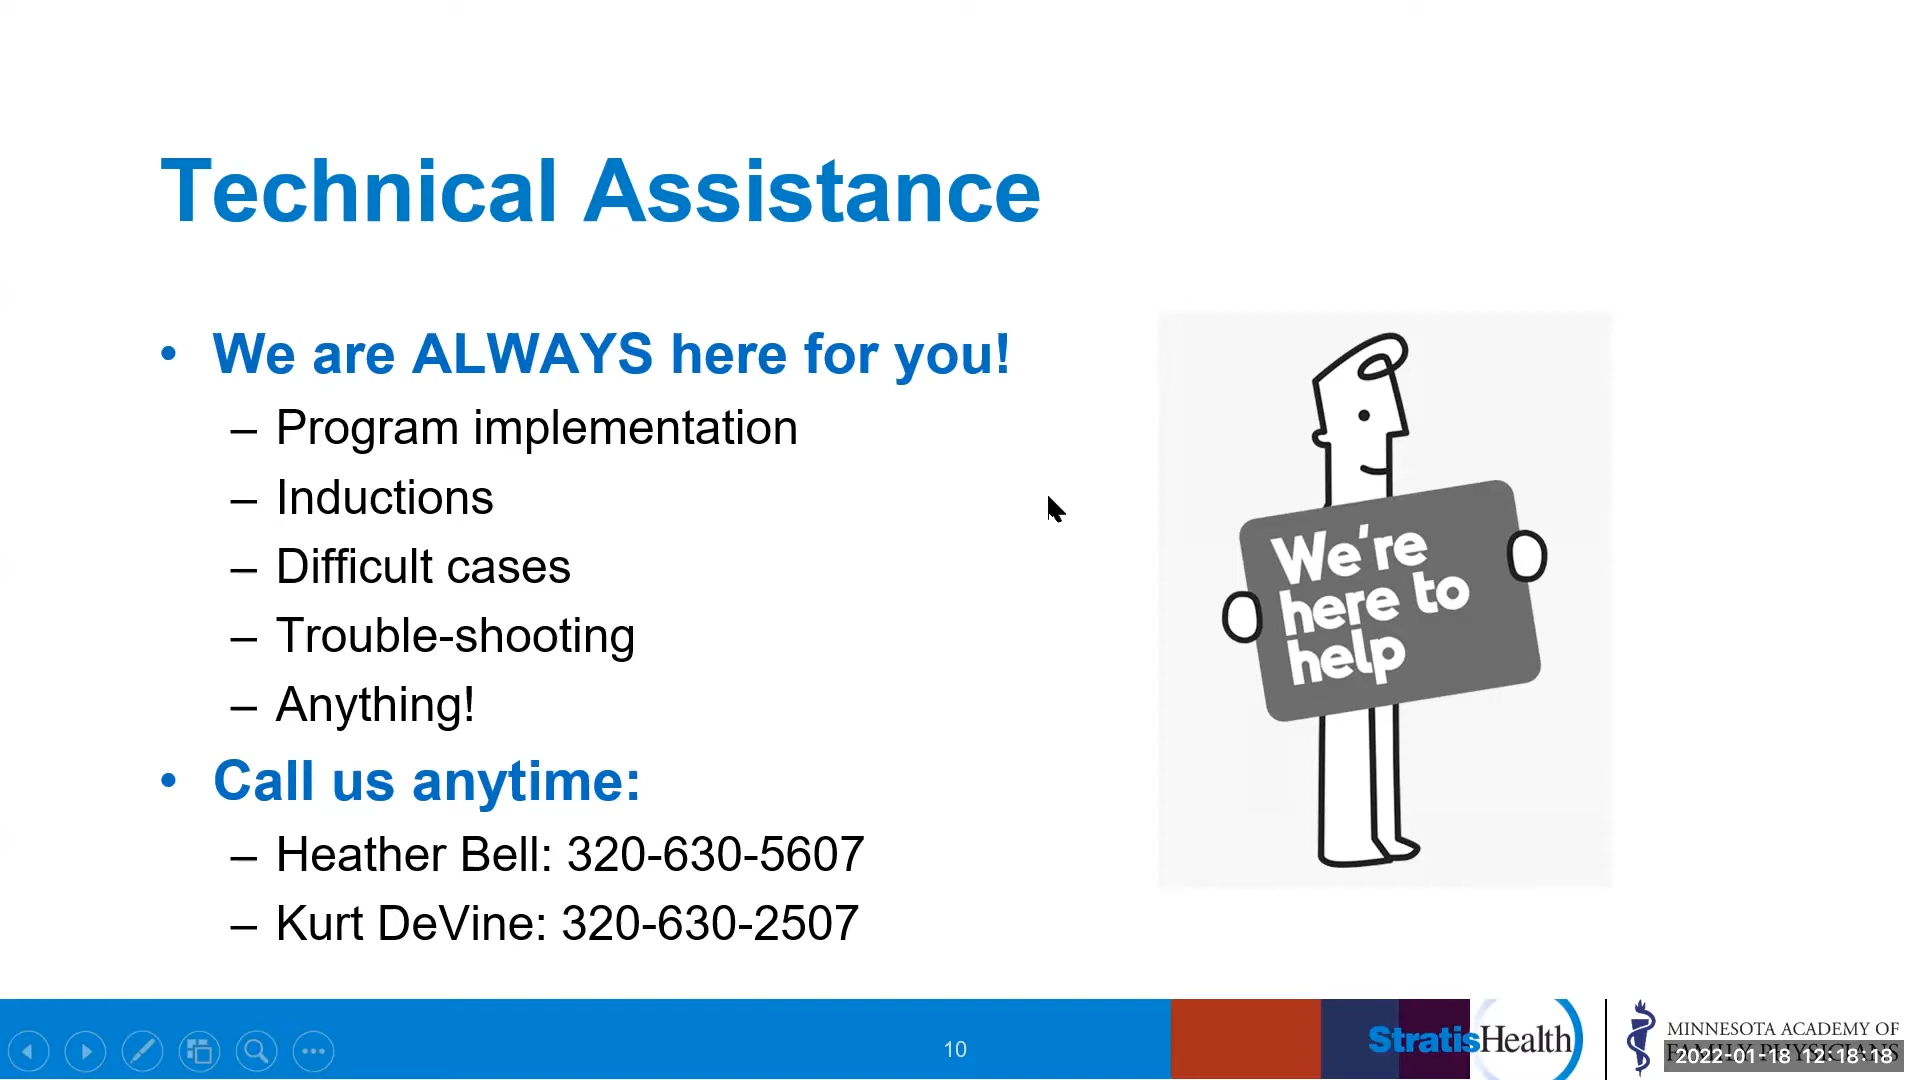 Technical Assistance
• We are ALWAYS here for you!
– Program implementation
– Inductions
– Difficult cases
– Trouble-shooting
– Anything!
• Call us anytime:
– Heather Bell: 320-630-5607
– Kurt DeVine: 320-630-2507
We're
here to
help
10
StratisHealth
MINNESOTA ACADEMY OF
FAMILY PHYSICIANS
2022-01-18 12:18:18